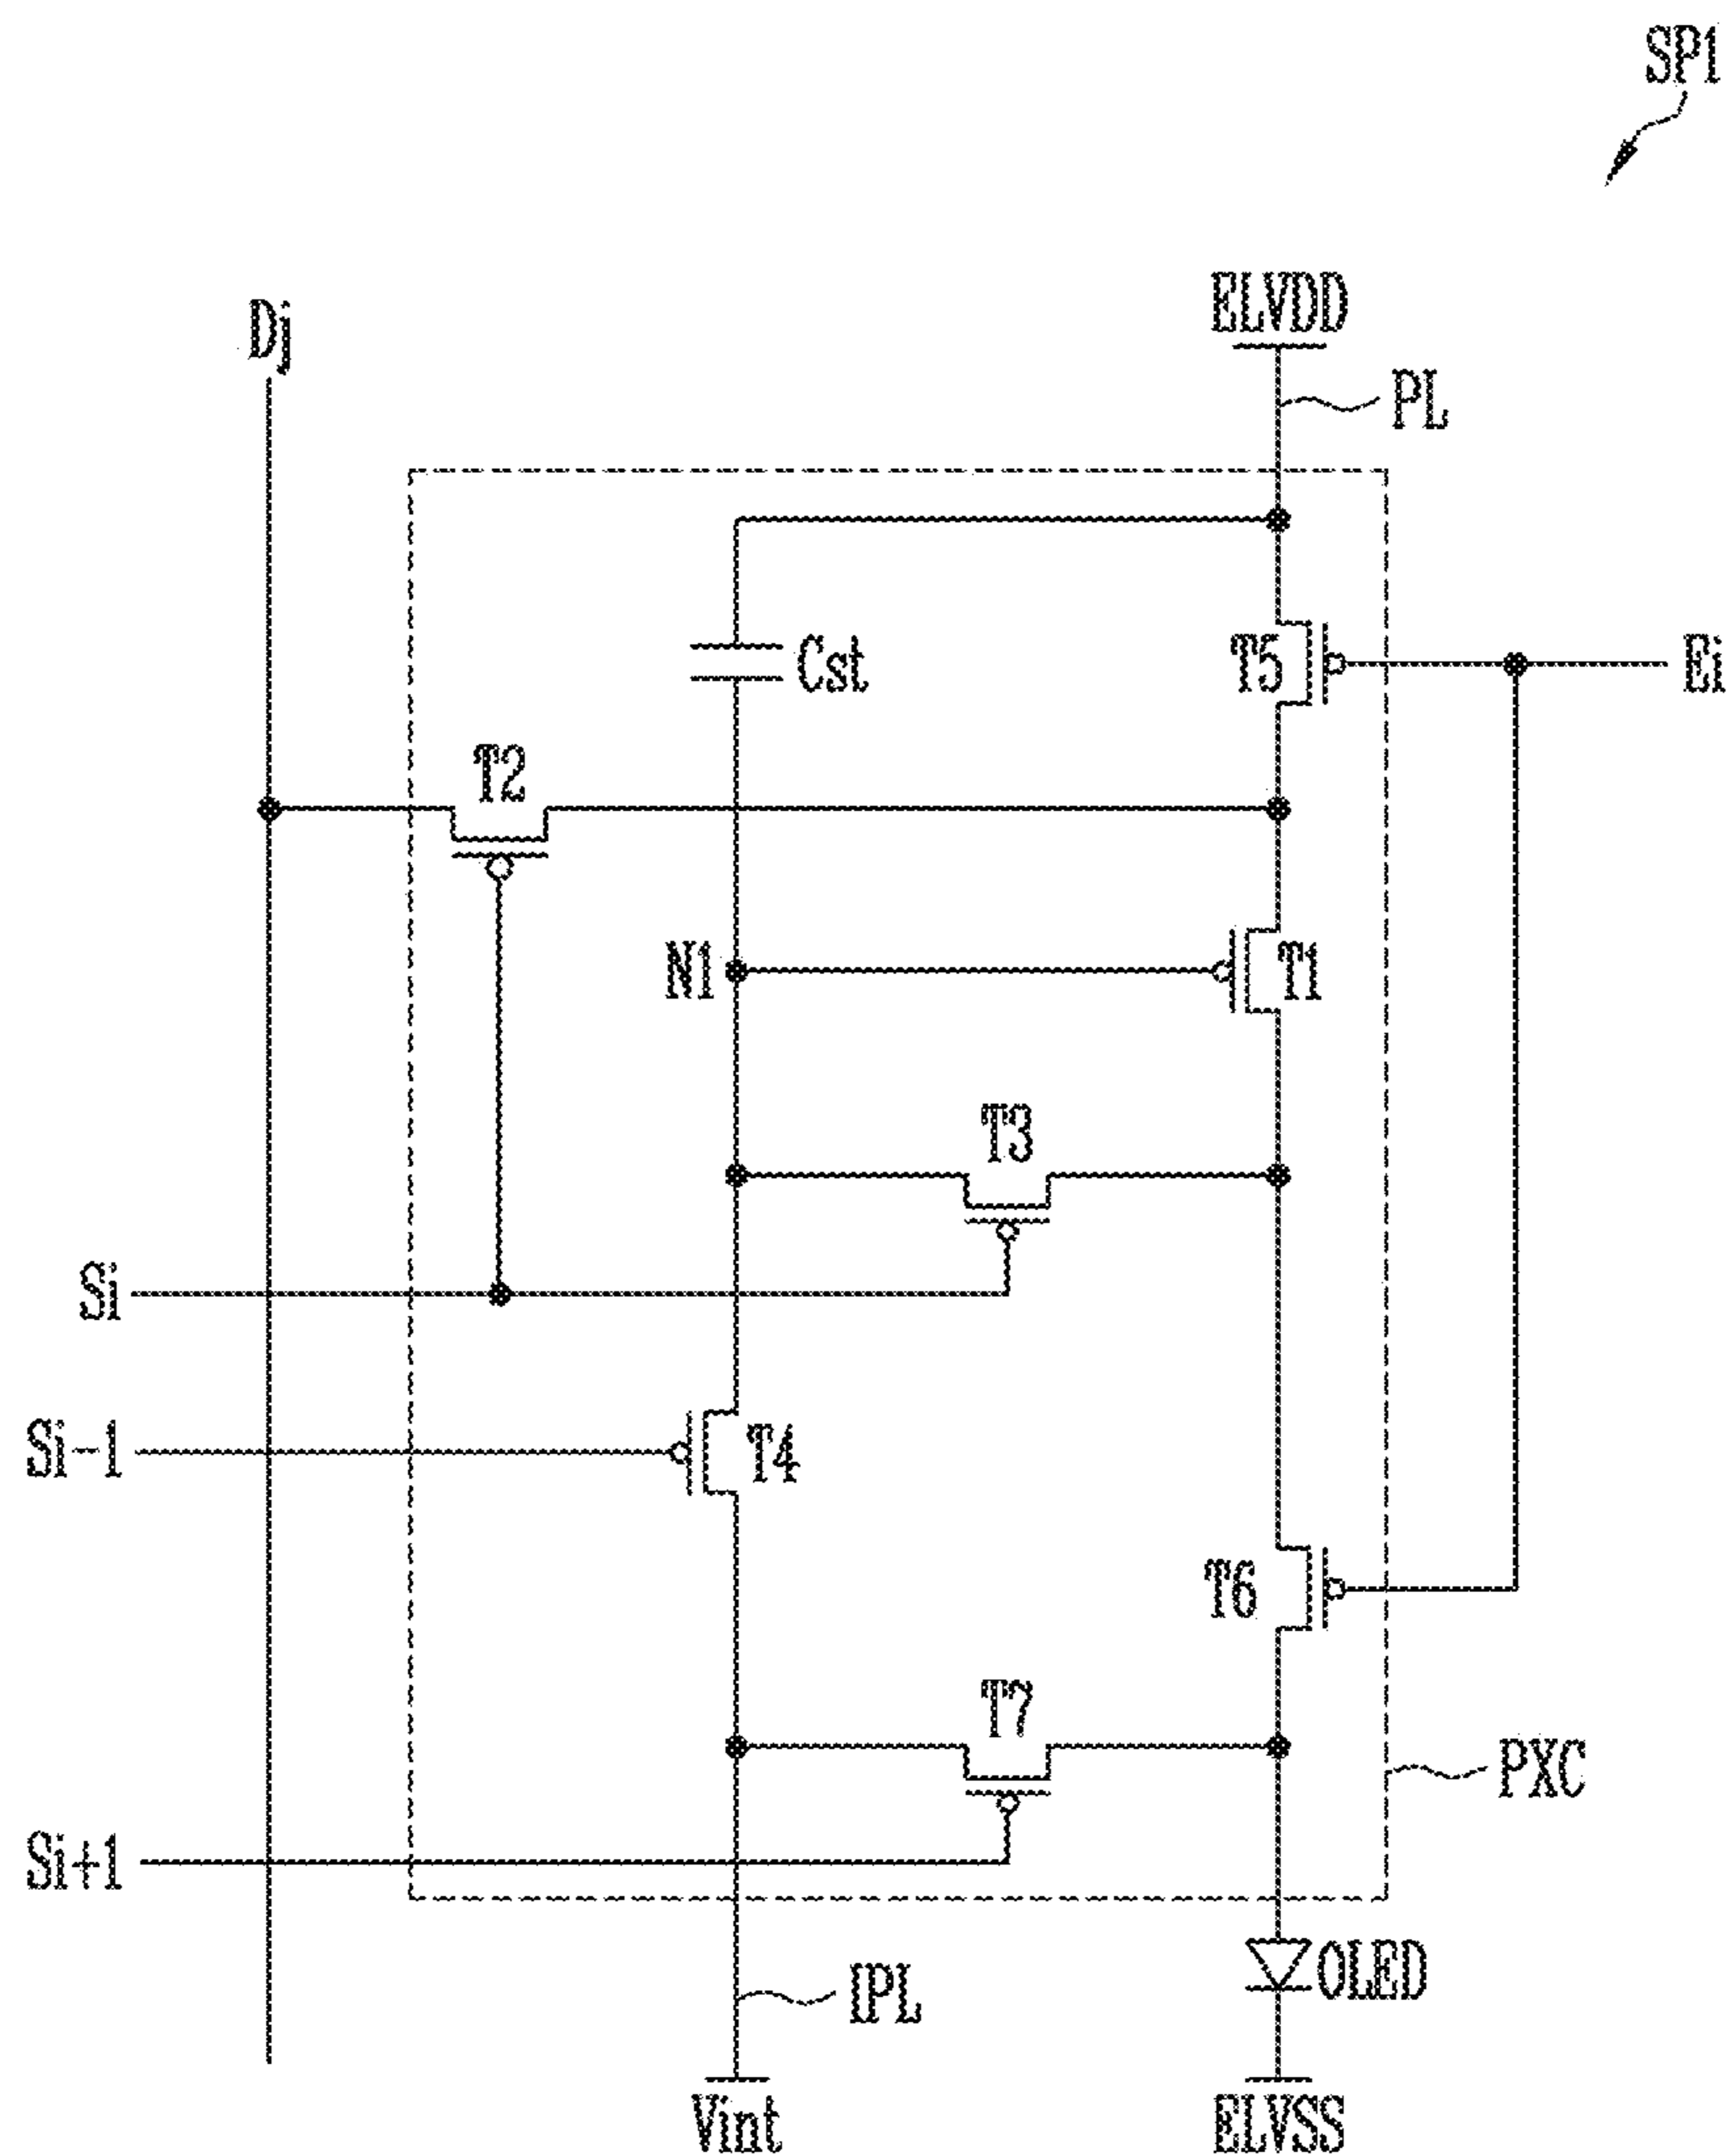 SP1
ELVDD
Dj
PL
Cst
T5
Ei
T2
N1
T1
T3
Si
Si-1
T4
T6
T7
PXC
Si+1
OLED
IPL
Vint
ELVSS